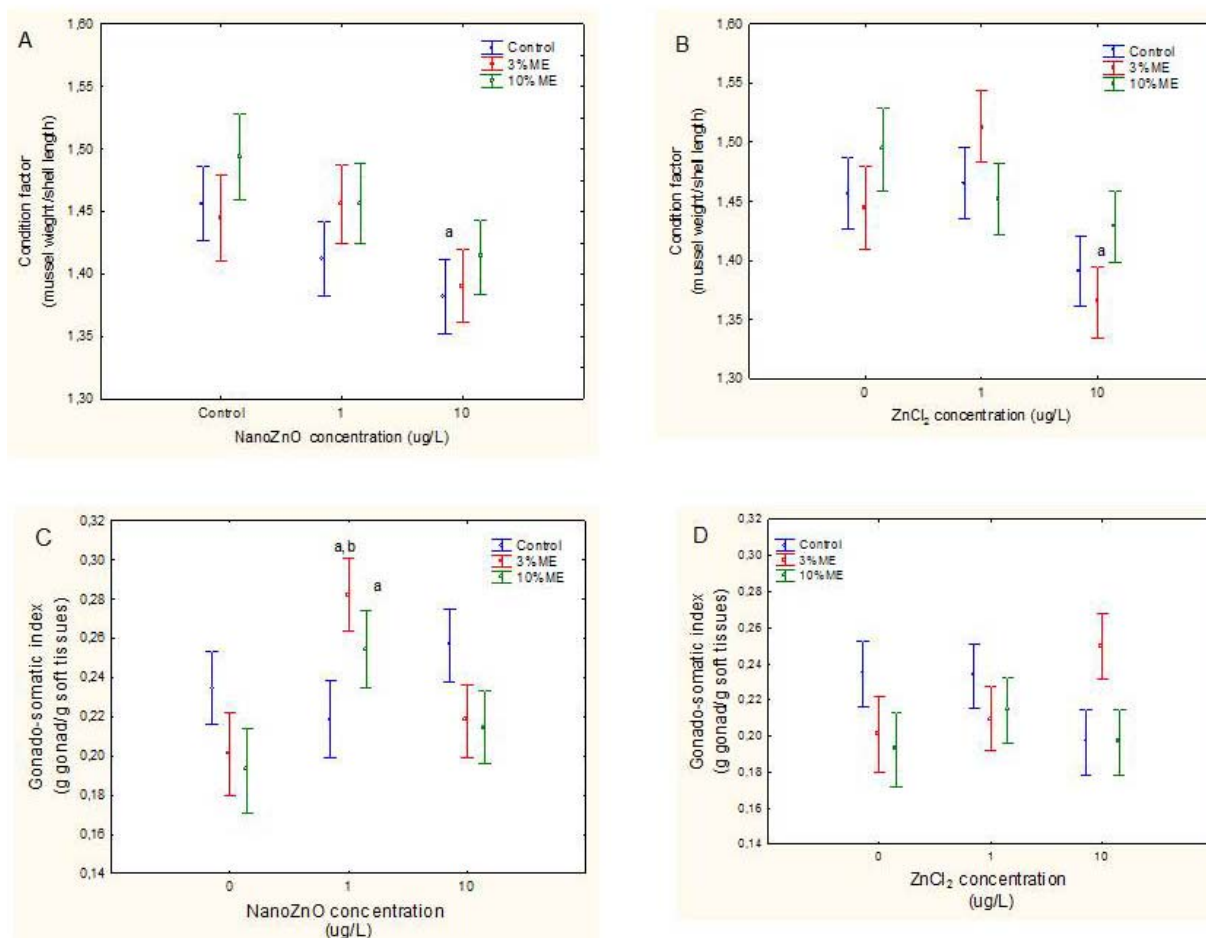 A
Control
3%ME
10%ME
1,60
1,55
1,50
1,45
1,40
1,35
1,30
Condition factor
(mussel wieght/shell length)
a
Control
1
10
NanoZnO concentration (ug/L)
B
Control
3%ME
10%ME
1,60
1,55
1,50
1,45
1,40
1,35
1,30
Condition factor
(mussel weight/shell length)
a
0
1
10
ZnCl₂ concentration (ug/L)
C
Control
3%ME
10%ME
0,32
0,30
0,28
0,26
0,24
0,22
0,20
0,18
0,16
0,14
Gonado-somatic index
(g gonad/g soft tissues)
a,b
a
0
1
10
NanoZnO concentration
(ug/L)
D
Control
3%ME
10%ME
0,32
0,30
0,28
0,26
0,24
0,22
0,20
0,18
0,16
0,14
Gonado-somatic index
(g gonad/g soft tissues)
0
1
10
ZnCl₂ concentration
(ug/L)